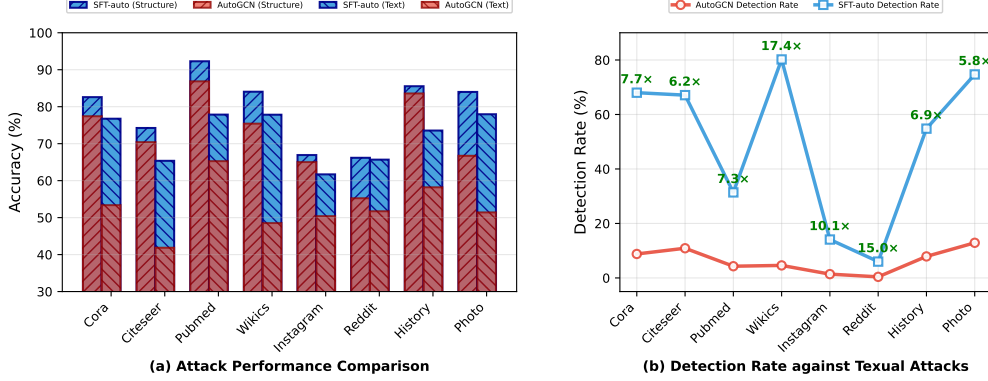 SFT-auto (Structure) AutoGCN (Structure) SFT-auto (Text) AutoGCN (Text)
100
90
80
70
60
50
40
30
Accuracy (%)
Cora Citeseer Pubmed Wikics Instagram Reddit History Photo
(a) Attack Performance Comparison
AutoGCN Detection Rate SFT-auto Detection Rate
80
60
40
20
0
Detection Rate (%)
7.7× 6.2× 7.3× 17.4× 10.1× 15.0× 6.9× 5.8×
Cora Citeseer Pubmed Wikics Instagram Reddit History Photo
(b) Detection Rate against Texual Attacks